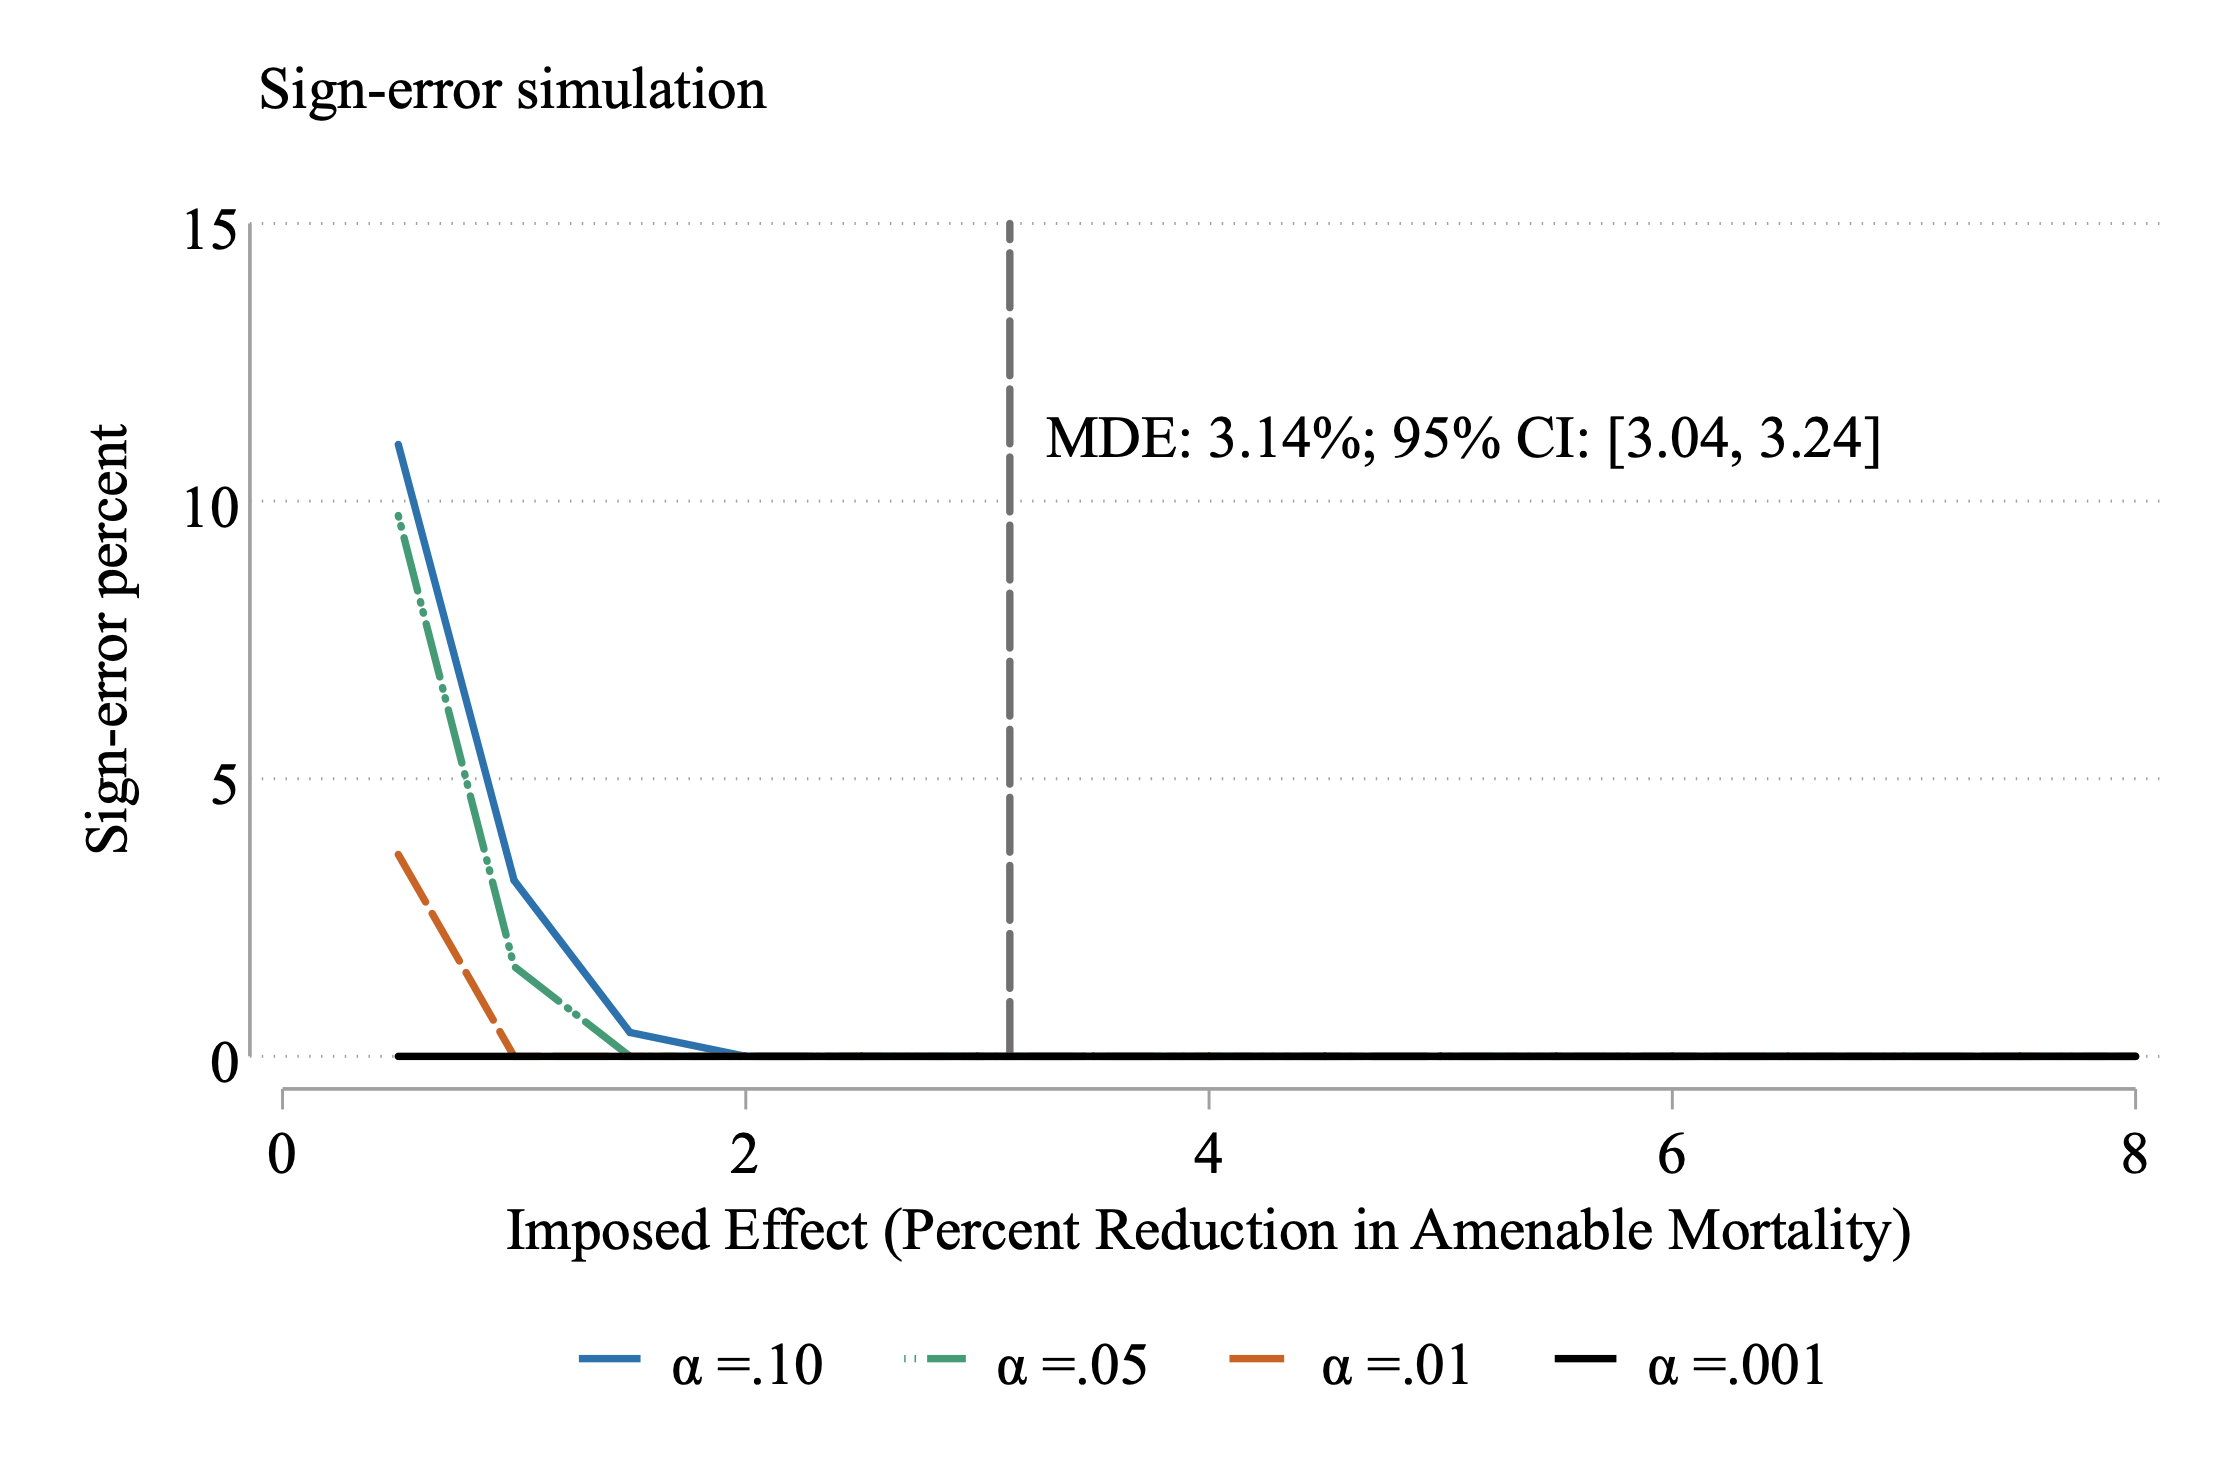 Sign-error simulation
15
10
5
0
Sign-error percent
MDE: 3.14%; 95% CI: [3.04, 3.24]
0 2 4 6 8
Imposed Effect (Percent Reduction in Amenable Mortality)
α =.10 α =.05 α =.01 α =.001